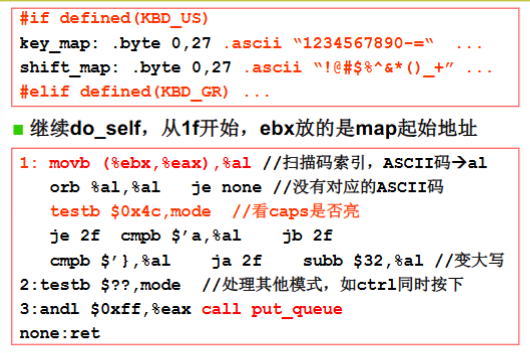 #if defined(KBD_US)
key_map: .byte 0,27 .ascii “1234567890-=“ ...
shift_map: .byte 0,27 .ascii “!@#$%^&*()_+” ...
#elif defined(KBD_GR) ...
继续do_self，从1f开始，ebx放的是map起始地址
1: movb (%ebx,%eax),%al //扫描码索引，ASCII码→al
orb %al,%al je none //没有对应的ASCII码
testb $0x4c,mode //看caps是否亮
je 2f cmpb $’a,%al jb 2f
cmpb $’},%al ja 2f subb $32,%al //变大写
2:testb $??,mode //处理其他模式，如ctrl同时按下
3:andl $0xff,%eax call put_queue
none:ret